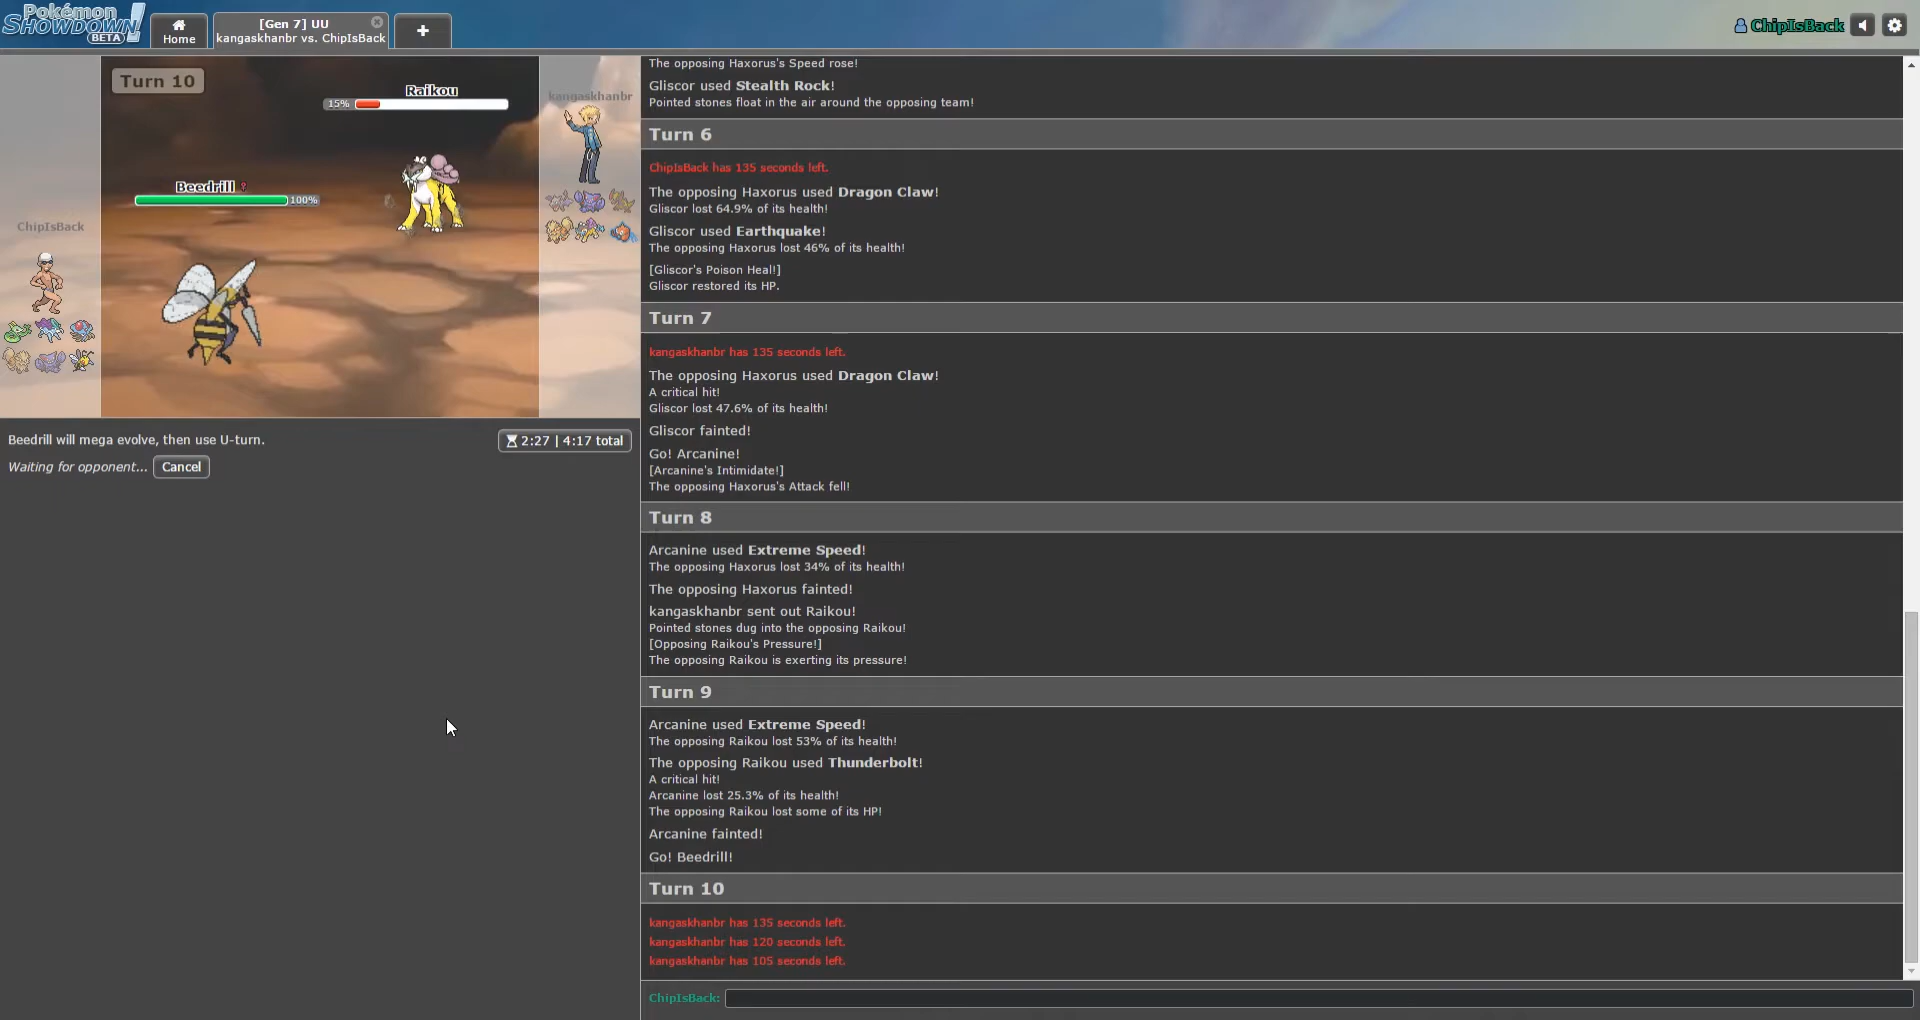 Pokémon
SHOWDOWN!
BETA
Home
[Gen 7] UU
kangaskhanbr vs. ChipIsBack
+
ChipIsBack
Turn 10
Raikou
15%
kangaskhanbr
Beedrill
100%
ChipIsBack
Beedrill will mega evolve, then use U-turn.
2:27 | 4:17 total
Waiting for opponent...
Cancel
The opposing Haxorus's Speed rose!
Gliscor used Stealth Rock!
Pointed stones float in the air around the opposing team!
Turn 6
ChipIsBack has 135 seconds left.
The opposing Haxorus used Dragon Claw!
Gliscor lost 64.9% of its health!
Gliscor used Earthquake!
The opposing Haxorus lost 46% of its health!
[Gliscor's Poison Heal!]
Gliscor restored its HP.
Turn 7
kangaskhanbr has 135 seconds left.
The opposing Haxorus used Dragon Claw!
A critical hit!
Gliscor lost 47.6% of its health!
Gliscor fainted!
Go! Arcanine!
[Arcanine's Intimidate!]
The opposing Haxorus's Attack fell!
Turn 8
Arcanine used Extreme Speed!
The opposing Haxorus lost 34% of its health!
The opposing Haxorus fainted!
kangaskhanbr sent out Raikou!
Pointed stones dug into the opposing Raikou!
[Opposing Raikou's Pressure!]
The opposing Raikou is exerting its pressure!
Turn 9
Arcanine used Extreme Speed!
The opposing Raikou lost 53% of its health!
The opposing Raikou used Thunderbolt!
A critical hit!
Arcanine lost 25.3% of its health!
The opposing Raikou lost some of its HP!
Arcanine fainted!
Go! Beedrill!
Turn 10
kangaskhanbr has 135 seconds left.
kangaskhanbr has 120 seconds left.
kangaskhanbr has 105 seconds left.
ChipIsBack: